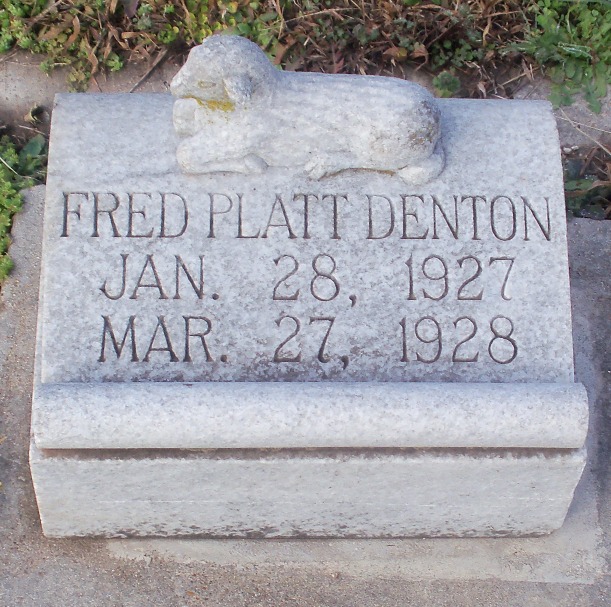 FRED PLATT DENTON
JAN. 28, 1927
MAR. 27, 1928